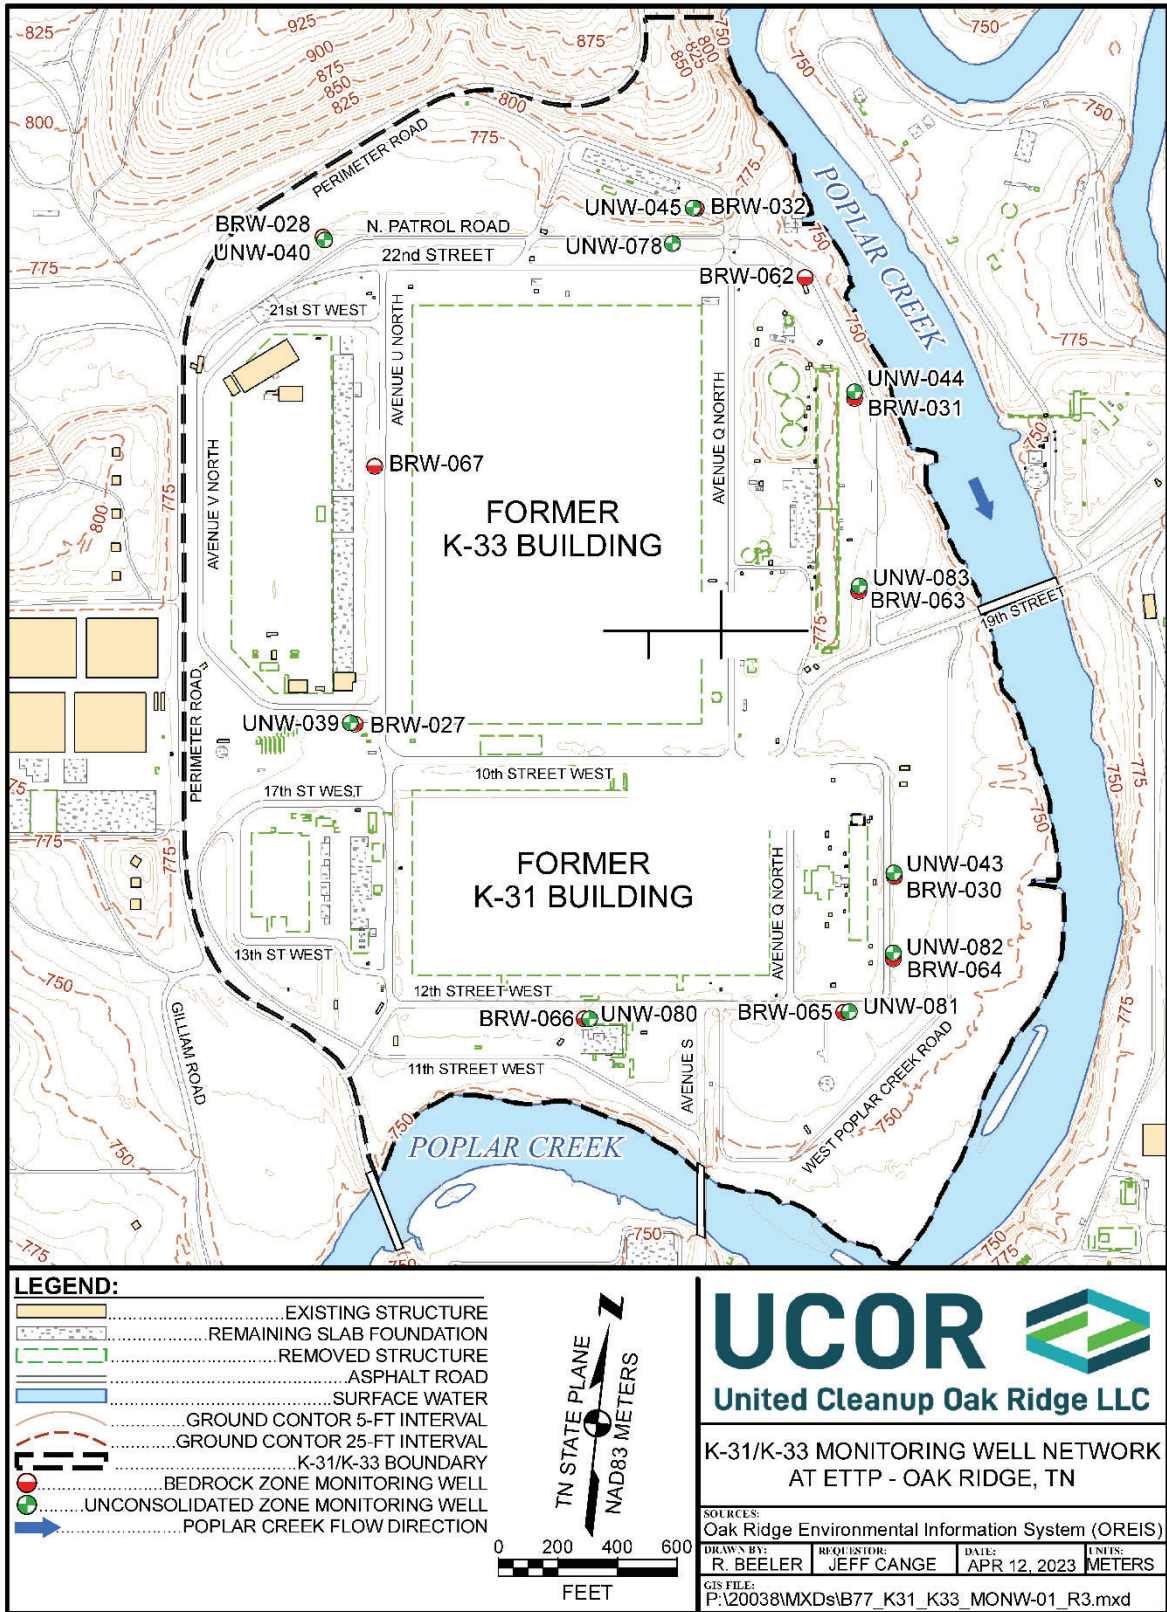 825
925
900
875
850
825
800
875
750
800
825
850
750
750
750
800
775
PERIMETER ROAD
POPLAR CREEK
BRW-028
UNW-040
N. PATROL ROAD
22nd STREET
UNW-045
BRW-032
UNW-078
BRW-062
750
750
775
775
21st ST WEST
AVENUE U NORTH
AVENUE Q NORTH
750
UNW-044
BRW-031
750
BRW-067
AVENUE V NORTH
775
800
FORMER
K-33 BUILDING
UNW-083
BRW-063
19th STREET
775
PERIMETER ROAD
UNW-039
BRW-027
10th STREET WEST
17th ST WEST
775
775
775
750
775
750
FORMER
K-31 BUILDING
AVENUE Q NORTH
UNW-043
BRW-030
UNW-082
BRW-064
13th ST WEST
12th STREET WEST
BRW-066
UNW-080
BRW-065
UNW-081
750
750
GILLIAM ROAD
11th STREET WEST
AVENUE S
WEST POPLAR CREEK ROAD
750
750
750
POPLAR CREEK
750
775
750
775
LEGEND:
EXISTING STRUCTURE
REMAINING SLAB FOUNDATION
REMOVED STRUCTURE
ASPHALT ROAD
SURFACE WATER
GROUND CONTOR 5-FT INTERVAL
GROUND CONTOR 25-FT INTERVAL
K-31/K-33 BOUNDARY
BEDROCK ZONE MONITORING WELL
UNCONSOLIDATED ZONE MONITORING WELL
POPLAR CREEK FLOW DIRECTION
N
TN STATE PLANE
NAD83 METERS
0 200 400 600
FEET
UCOR
United Cleanup Oak Ridge LLC
K-31/K-33 MONITORING WELL NETWORK
AT ETTP - OAK RIDGE, TN
SOURCES:
Oak Ridge Environmental Information System (OREIS)
DRAWN BY: REQUESTOR: DATE: UNITS:
R. BEELER JEFF CANGE APR 12, 2023 METERS
GIS FILE:
P:\20038\MXDs\B77_K31_K33_MONW-01_R3.mxd